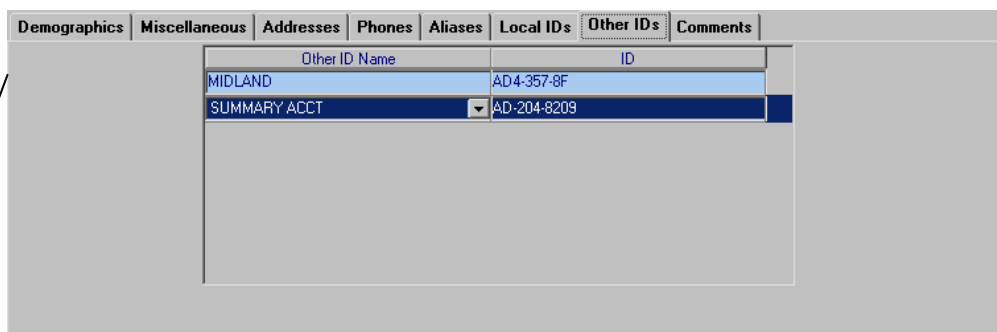 Demographics Miscellaneous Addresses Phones Aliases Local IDs Other IDs Comments
Other ID Name ID
MIDLAND AD4-357-8F
SUMMARY ACCT AD-204-8209